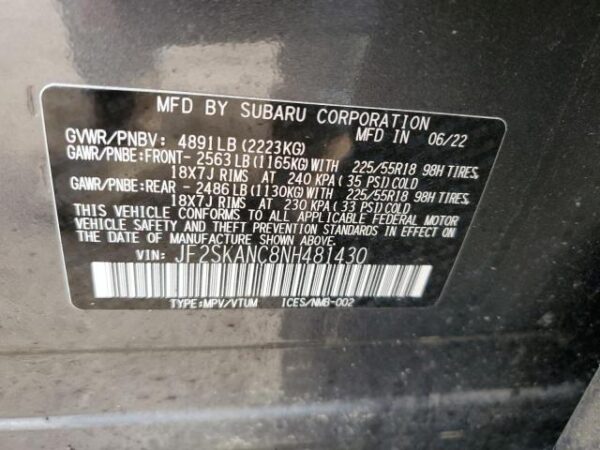 MFD BY SUBARU CORPORATION
GVWR/PNBV: 4891LB (2223KG) MFD IN 06/22
GAWR/PNBE:FRONT- 2563LB (1165KG) WITH 225/55R18 98H TIRES,
18X7J RIMS AT 240 KPA (35 PSI) COLD
GAWR/PNBE:REAR - 2486LB (1130KG) WITH 225/55R18 98H TIRES,
18X7J RIMS AT 230 KPA (33 PSI) COLD
THIS VEHICLE CONFORMS TO ALL APPLICABLE FEDERAL MOTOR
VEHICLE SAFETY AND THEFT PREVENTION STANDARDS IN EFFECT ON
THE DATE OF MANUFACTURE SHOWN ABOVE.
VIN: JF2SKANC8NH481430
TYPE:MPV/VTUM ICES/NMB-002